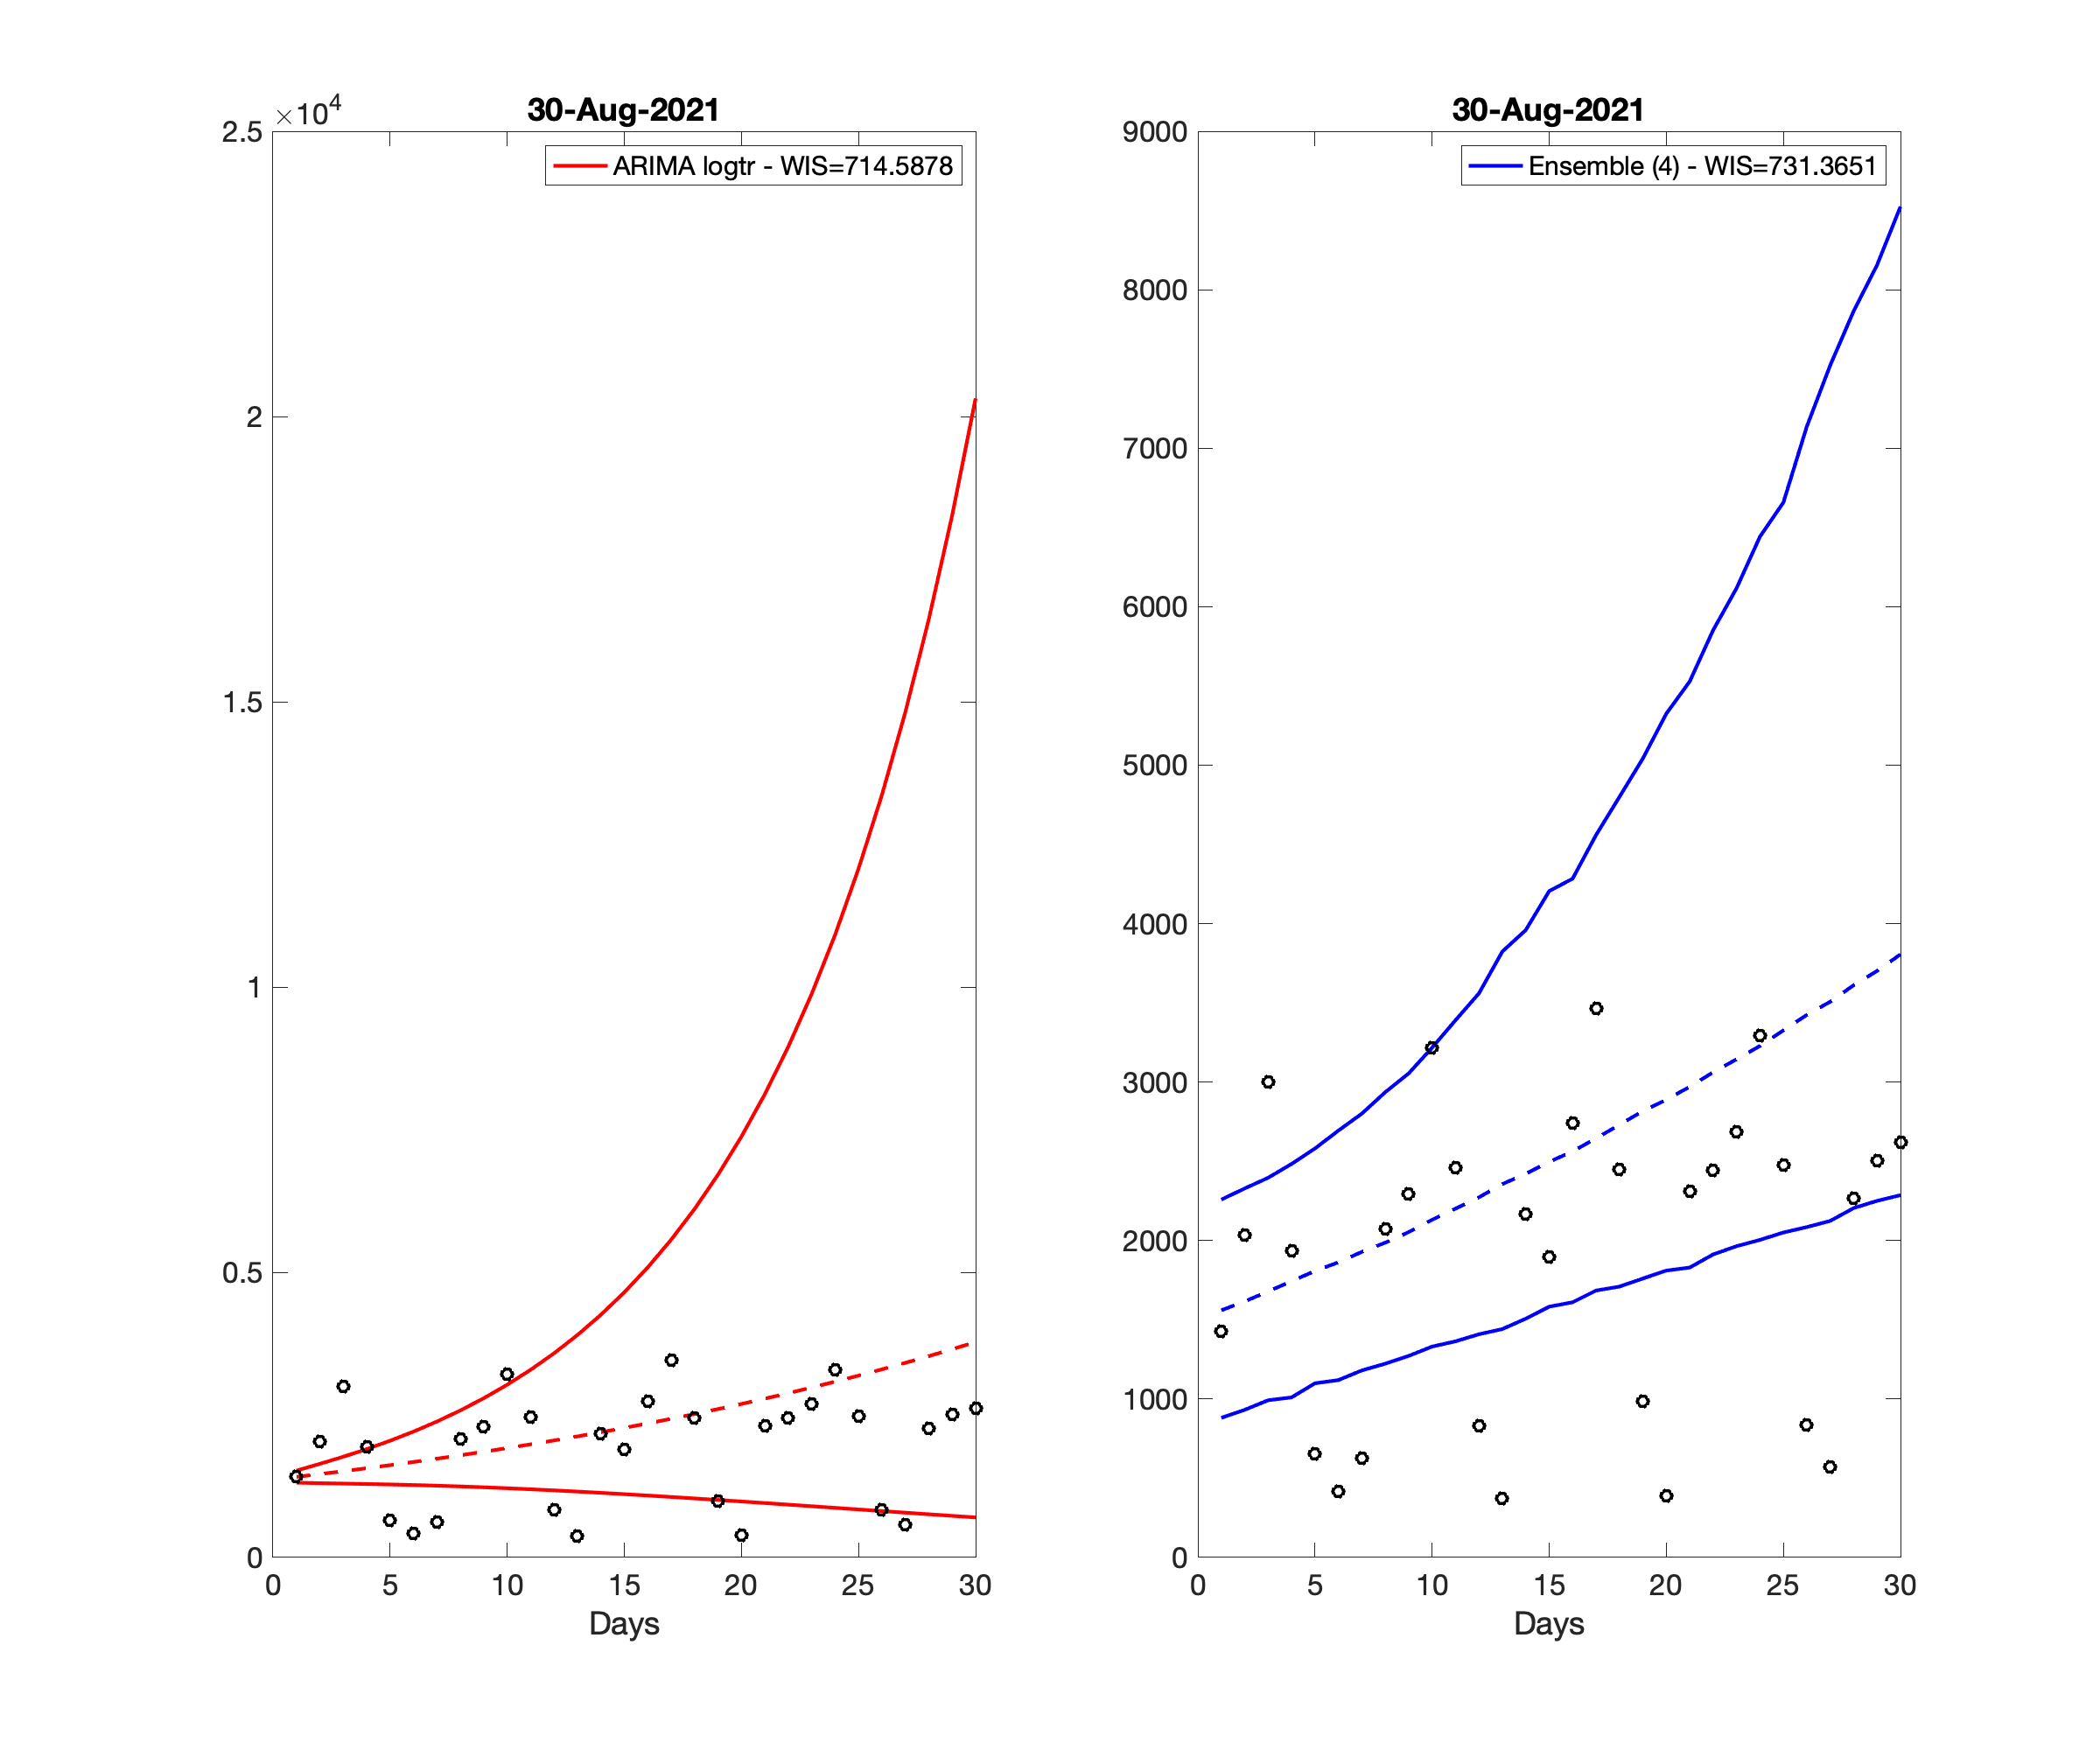 30-Aug-2021
×10⁴
ARIMA logtr - WIS=714.5878
2.5
2
1.5
1
0.5
0
0 5 10 15 20 25 30
Days
30-Aug-2021
Ensemble (4) - WIS=731.3651
9000
8000
7000
6000
5000
4000
3000
2000
1000
0
0 5 10 15 20 25 30
Days